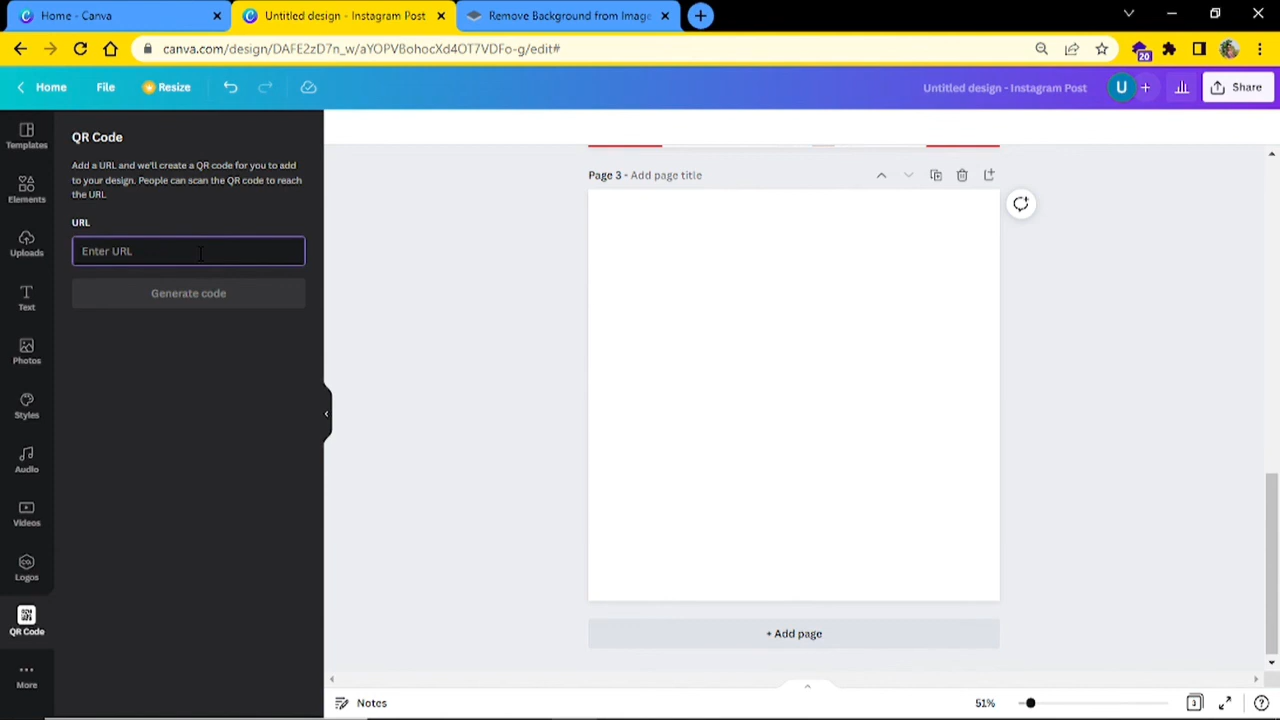 Home - Canva
Untitled design - Instagram Post
Remove Background from Image
canva.com/design/DAFE2zD7n_w/aYOPVBohocXd4OT7VDFo-g/edit#
20
Home
File
Resize
Untitled design - Instagram Post
U
Share
Templates
Elements
Uploads
Text
Photos
Styles
Audio
Videos
Logos
QR Code
More
QR Code
Add a URL and we'll create a QR code for you to add
to your design. People can scan the QR code to reach
the URL.
URL
Enter URL
Generate code
Page 3 - Add page title
+ Add page
Notes
51%
3